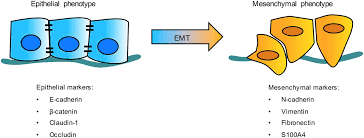 Epithelial phenotype
Mesenchymal phenotype
EMT
Epithelial markers:
• E-cadherin
• β-catenin
• Claudin-1
• Occludin
Mesenchymal markers:
• N-cadherin
• Vimentin
• Fibronectin
• S100A4